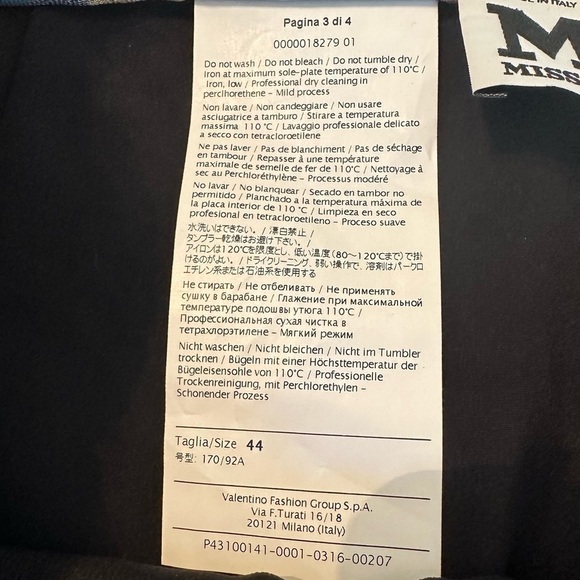 Pagina 3 di 4
0000018279 01
Do not wash / Do not bleach / Do not tumble dry /
Iron at maximum sole-plate temperature of 110°C /
Iron, low / Professional dry cleaning in
perclhorethene - Mild process
Non lavare / Non candeggiare / Non usare
asciugatrice a tamburo / Stirare a temperatura
massima 110°C / Lavaggio professionale delicato
a secco con tetracloroetilene
Ne pas laver / Pas de blanchiment / Pas de séchage
en tambour / Repasser à une température
maximale de semelle de fer de 110°C / Nettoyage à
sec au Perchloréthylène - Processus modéré
No lavar / No blanquear / Secado en tambor no
permitido / Planchado a la temperatura máxima de
la placa interior de 110°C / Limpieza en seco
profesional en tetracloroetileno - Proceso suave
水洗いはできない。/ 漂白禁止 /
タンブラー乾燥はお避け下さい。/
アイロンは120℃を限度とし、低い温度(80〜120℃まで)で掛
けるのがよい。/ ドライクリーニング、弱い操作で、溶剤はパークロ
エチレン系または石油系を使用する
Не стирать / Не отбеливать / Не применять
сушку в барабане / Глажение при максимальной
температуре подошвы утюга 110°C /
Профессиональная сухая чистка в
тетрахлорэтилене - Мягкий режим
Nicht waschen / Nicht bleichen / Nicht im Tumbler
trocknen / Bügeln mit einer Höchsttemperatur der
Bügeleisensohle von 110°C / Professionelle
Trockenreinigung, mit Perchlorethylen -
Schonender Prozess
Taglia/Size 44
号型: 170/92A
Valentino Fashion Group S.p.A.
Via F.Turati 16/18
20121 Milano (Italy)
P43100141-0001-0316-00207
IN ITALY
M
MISS